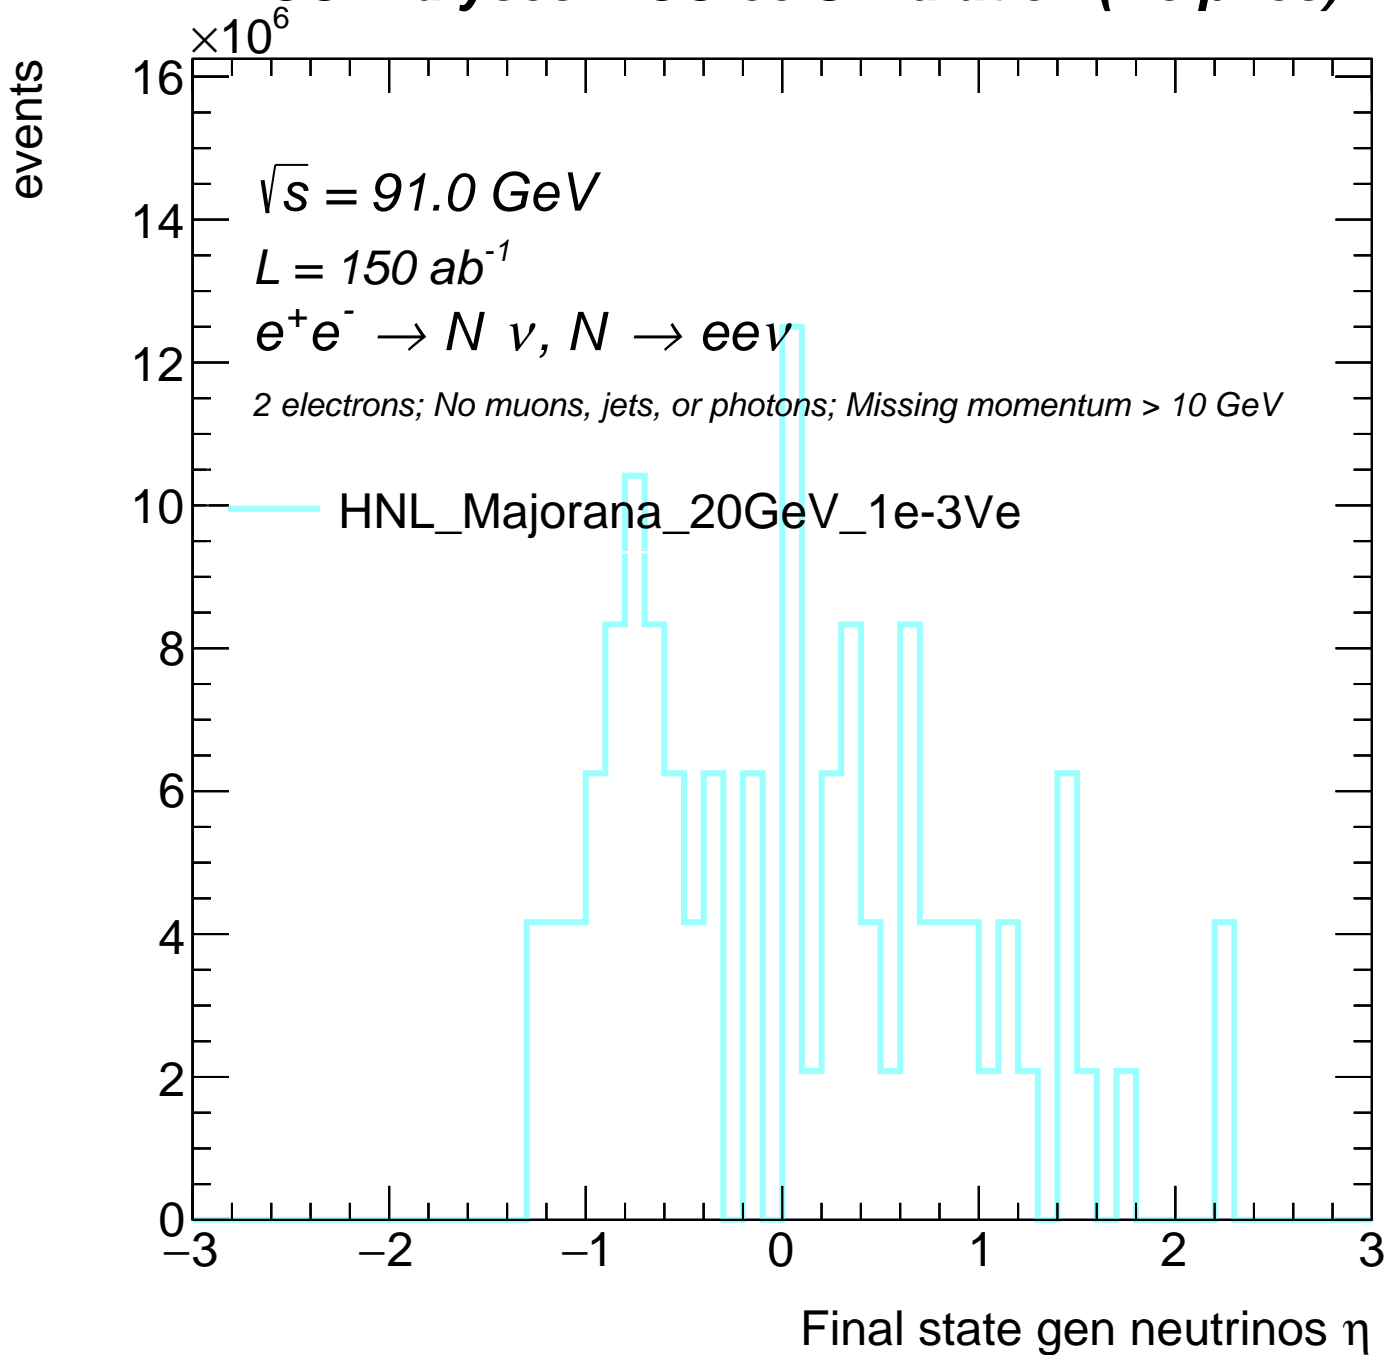 ×10⁶
events
16
14
12
10
8
6
4
2
0
√s = 91.0 GeV
L = 150 ab⁻¹
e⁺e⁻ → N ν, N → eeν
2 electrons; No muons, jets, or photons; Missing momentum > 10 GeV
HNL_Majorana_20GeV_1e-3Ve
−3 −2 −1 0 1 2 3
Final state gen neutrinos η